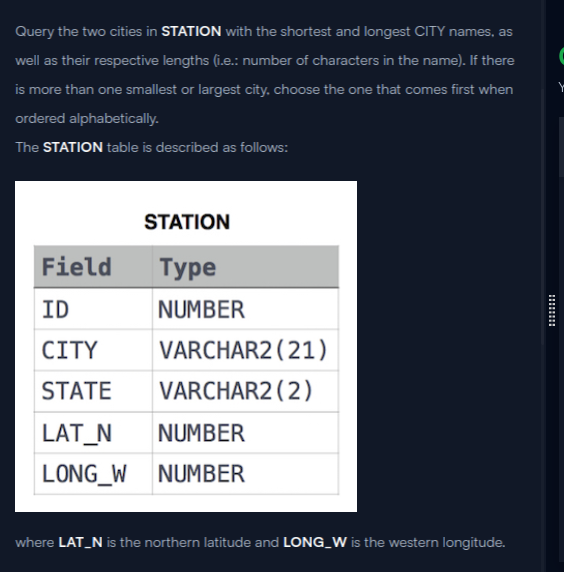 Query the two cities in STATION with the shortest and longest CITY names, as
well as their respective lengths (i.e.: number of characters in the name). If there
is more than one smallest or largest city, choose the one that comes first when
ordered alphabetically.
The STATION table is described as follows:
STATION
Field Type
ID NUMBER
CITY VARCHAR2(21)
STATE VARCHAR2(2)
LAT_N NUMBER
LONG_W NUMBER
where LAT_N is the northern latitude and LONG_W is the western longitude.